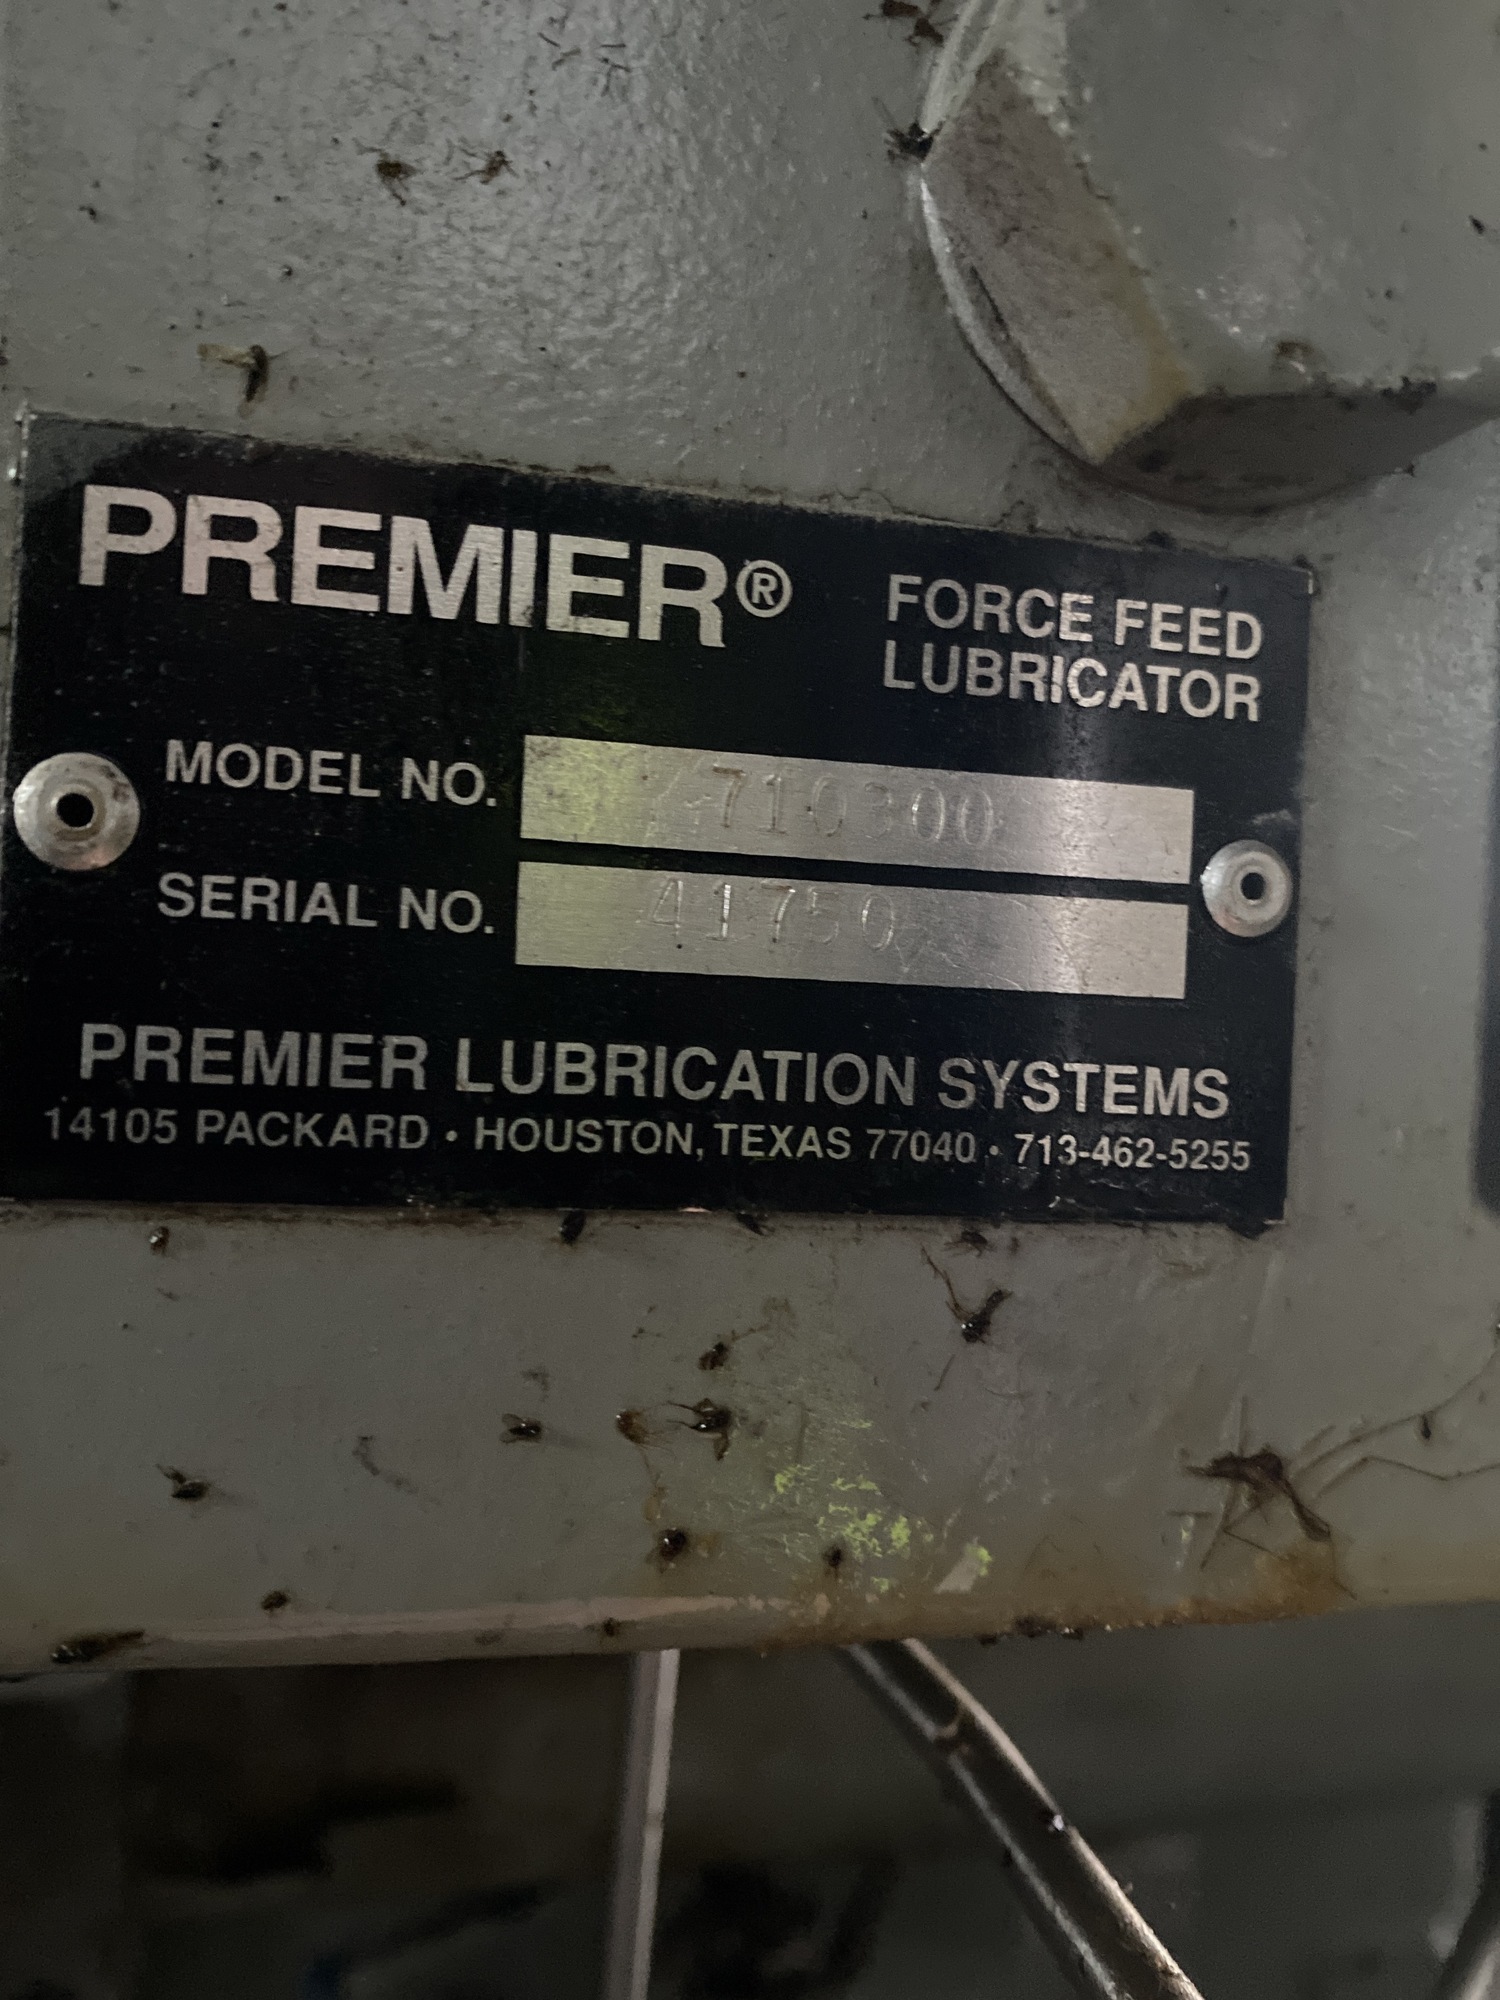 PREMIER®
FORCE FEED
LUBRICATOR
MODEL NO. 710300
SERIAL NO. 41750
PREMIER LUBRICATION SYSTEMS
14105 PACKARD • HOUSTON, TEXAS 77040 • 713-462-5255